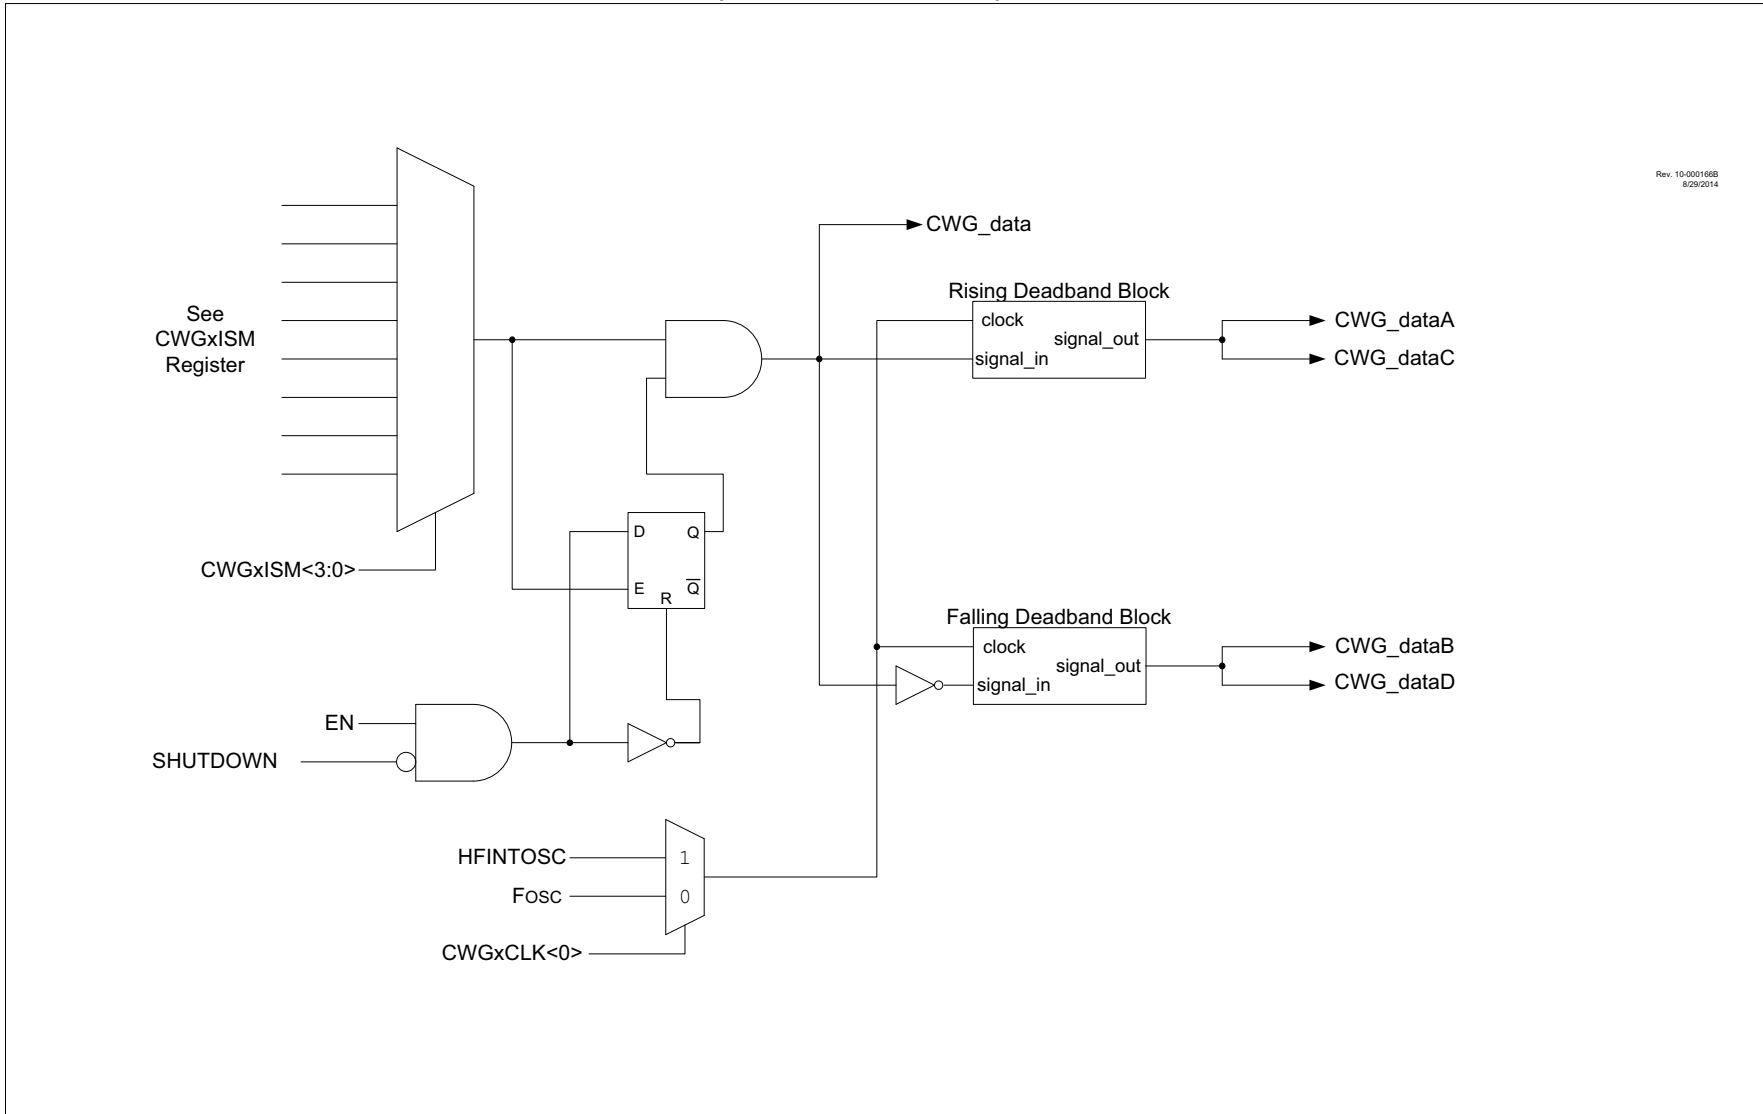 Rev. 10-000166B
8/29/2014
CWG_data
Rising Deadband Block
clock
signal_in
signal_out
CWG_dataA
CWG_dataC
See
CWGxISM
Register
CWGxISM<3:0>
D
Q
E
Q̅
R
Falling Deadband Block
clock
signal_in
signal_out
CWG_dataB
CWG_dataD
EN
SHUTDOWN
HFINTOSC
1
FOSC
0
CWGxCLK<0>